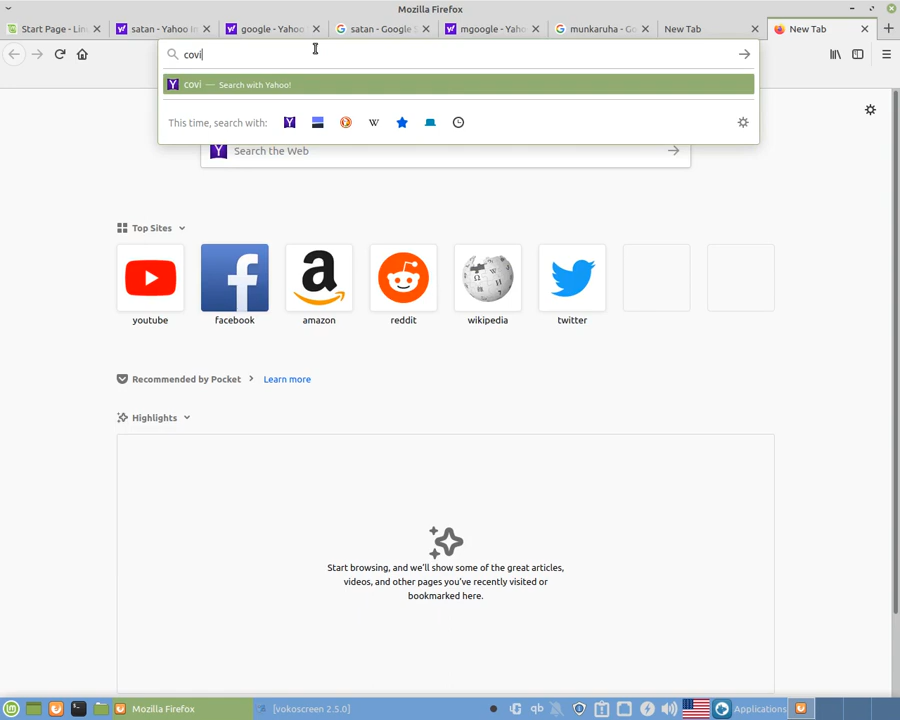 Mozilla Firefox
Start Page - Lin
satan - Yahoo I
google - Yahoo
satan - Google S
mgoogle - Yaho
munkaruha - Go
New Tab
New Tab
covi
covi — Search with Yahoo!
This time, search with:
Search the Web
Top Sites
youtube
facebook
amazon
reddit
wikipedia
twitter
Recommended by Pocket
Learn more
Highlights
Start browsing, and we'll show some of the great articles,
videos, and other pages you've recently visited or
bookmarked here.
Mozilla Firefox
[vokoscreen 2.5.0]
Applications